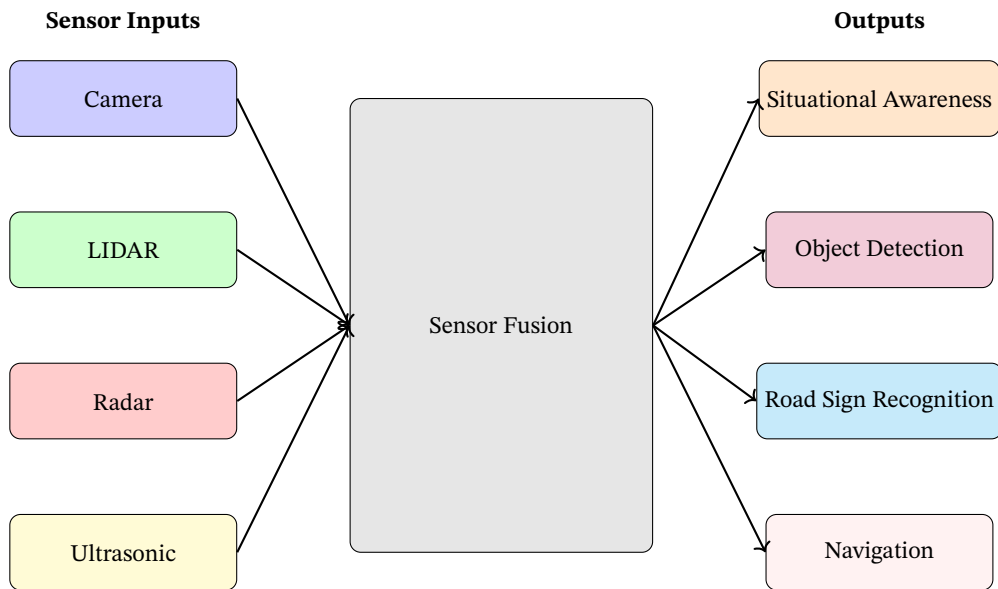 Sensor Inputs
Outputs
Camera
Situational Awareness
LIDAR
Object Detection
Sensor Fusion
Radar
Road Sign Recognition
Ultrasonic
Navigation